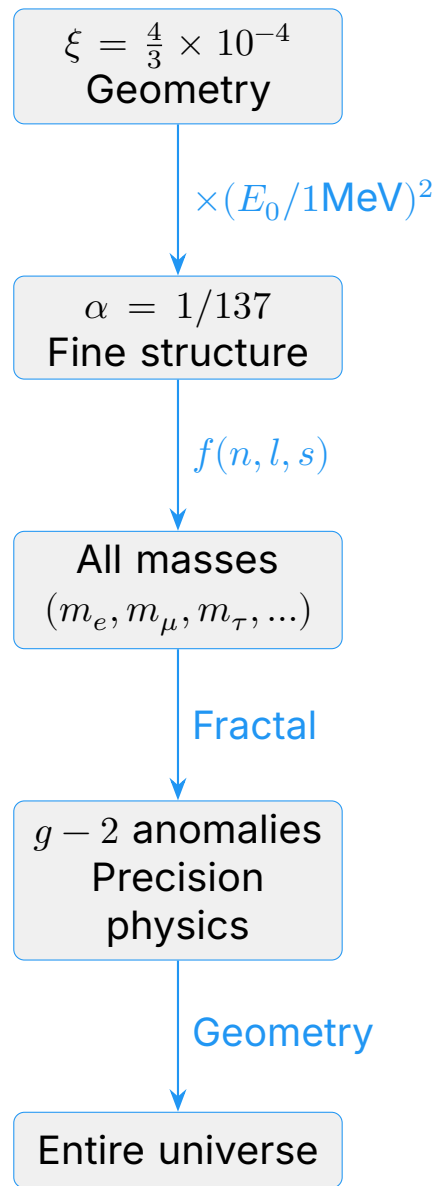 ξ = 4/3 × 10⁻⁴
Geometry
×(E₀/1MeV)²
α = 1/137
Fine structure
f(n, l, s)
All masses
(mₑ, m_μ, m_τ, ...)
Fractal
g − 2 anomalies
Precision
physics
Geometry
Entire universe